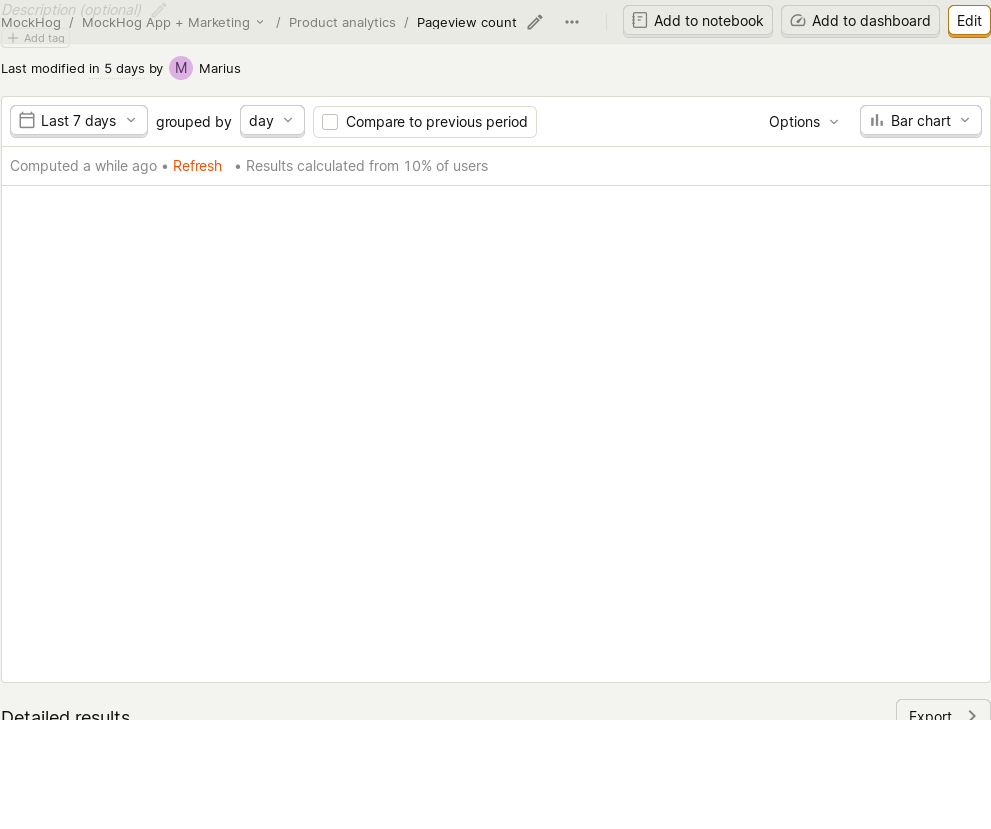 Description (optional)
MockHog / MockHog App + Marketing / Product analytics / Pageview count ••• Add to notebook Add to dashboard Edit
Add tag
Last modified in 5 days by M Marius
Last 7 days grouped by day Compare to previous period Options Bar chart
Computed a while ago • Refresh • Results calculated from 10% of users
Detailed results Export